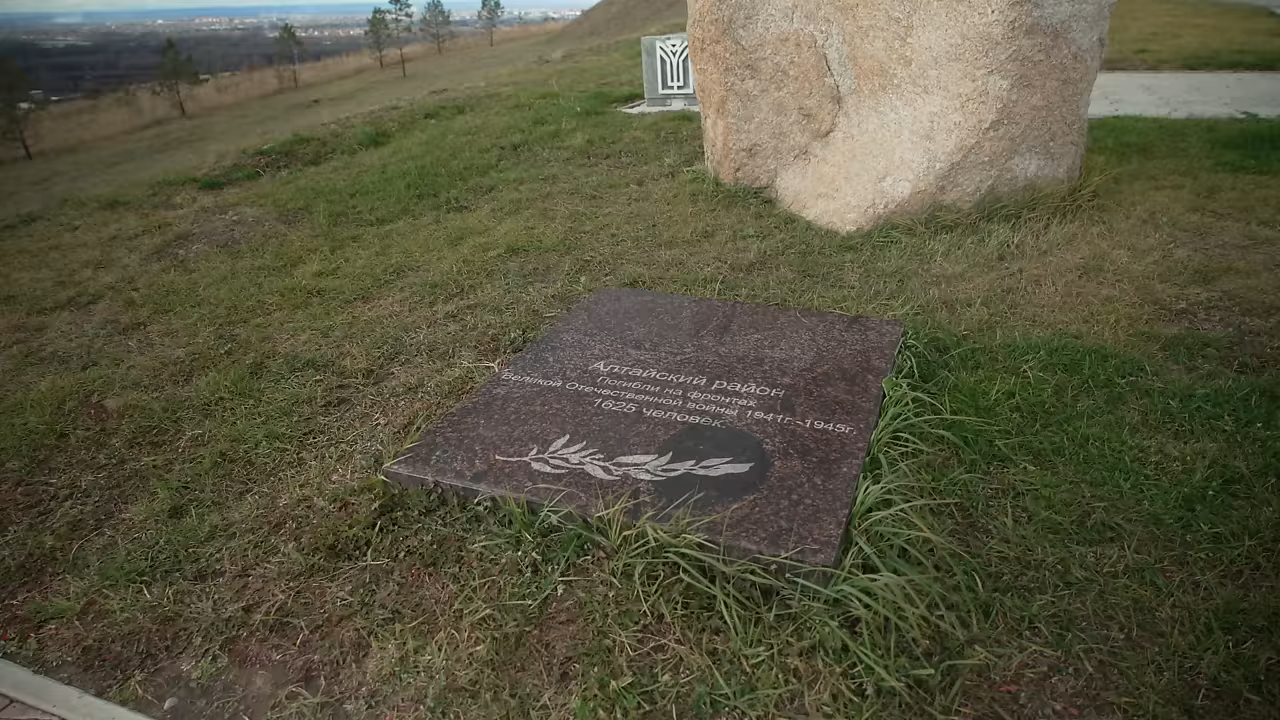 Алтайский район
Погибли на фронтах
Великой Отечественной войны 1941г.-1945г.
1625 человек.